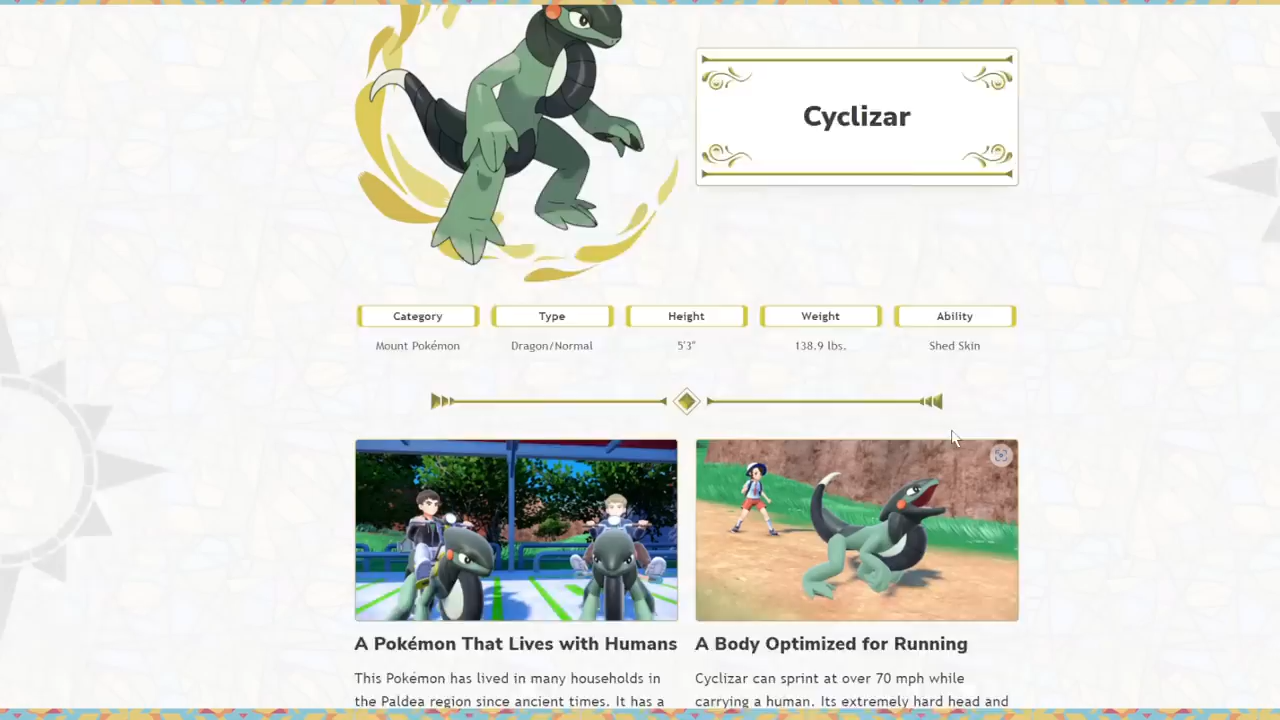 Cyclizar
Category
Type
Height
Weight
Ability
Mount Pokémon
Dragon/Normal
5'3"
138.9 lbs.
Shed Skin
A Pokémon That Lives with Humans
This Pokémon has lived in many households in
the Paldea region since ancient times. It has a
A Body Optimized for Running
Cyclizar can sprint at over 70 mph while
carrying a human. Its extremely hard head and